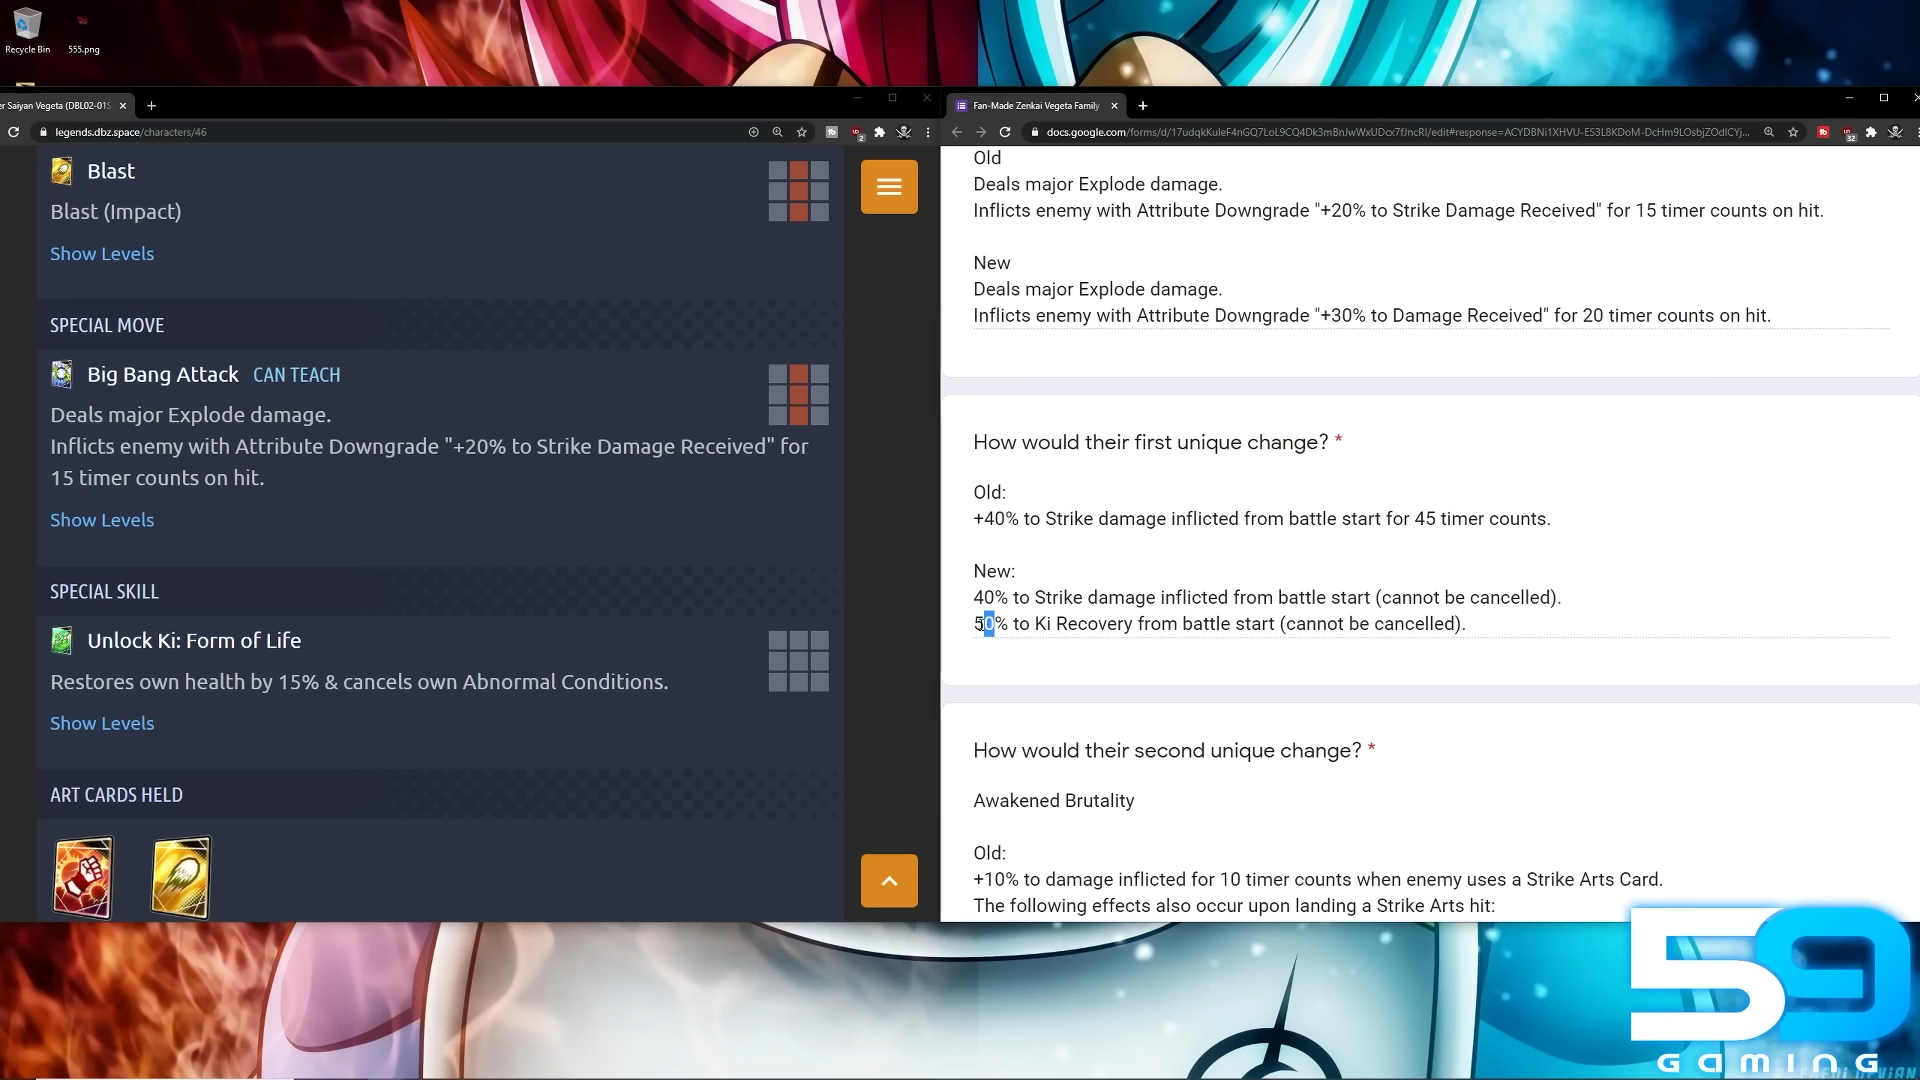 Recycle Bin
555.png
er Saiyan Vegeta (DBL02-01S
legends.dbz.space/characters/46
Blast
Blast (Impact)
Show Levels
SPECIAL MOVE
Big Bang Attack CAN TEACH
Deals major Explode damage.
Inflicts enemy with Attribute Downgrade "+20% to Strike Damage Received" for
15 timer counts on hit.
Show Levels
SPECIAL SKILL
Unlock Ki: Form of Life
Restores own health by 15% & cancels own Abnormal Conditions.
Show Levels
ART CARDS HELD
Fan-Made Zenkai Vegeta Family
Old
Deals major Explode damage.
Inflicts enemy with Attribute Downgrade "+20% to Strike Damage Received" for 15 timer counts on hit.
New
Deals major Explode damage.
Inflicts enemy with Attribute Downgrade "+30% to Damage Received" for 20 timer counts on hit.
How would their first unique change? *
Old:
+40% to Strike damage inflicted from battle start for 45 timer counts.
New:
40% to Strike damage inflicted from battle start (cannot be cancelled).
50% to Ki Recovery from battle start (cannot be cancelled).
How would their second unique change? *
Awakened Brutality
Old:
+10% to damage inflicted for 10 timer counts when enemy uses a Strike Arts Card.
The following effects also occur upon landing a Strike Arts hit:
59
GAMING